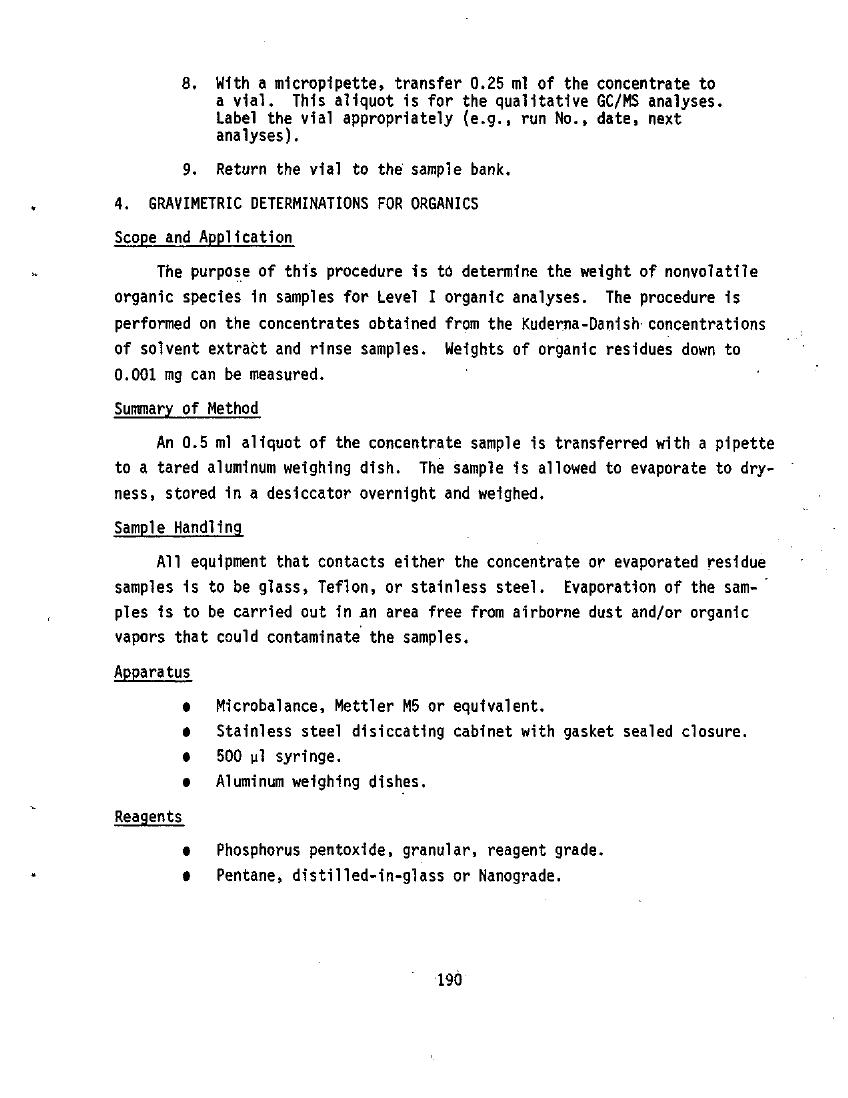 8. With a micropipette, transfer 0.25 ml of the concentrate to
a vial. This aliquot is for the qualitative GC/MS analyses.
Label the vial appropriately (e.g., run No., date, next
analyses).
9. Return the vial to the sample bank.
4. GRAVIMETRIC DETERMINATIONS FOR ORGANICS
Scope and Application
The purpose of this procedure is to determine the weight of nonvolatile
organic species in samples for Level I organic analyses. The procedure is
performed on the concentrates obtained from the Kuderna-Danish concentrations
of solvent extract and rinse samples. Weights of organic residues down to
0.001 mg can be measured.
Summary of Method
An 0.5 ml aliquot of the concentrate sample is transferred with a pipette
to a tared aluminum weighing dish. The sample is allowed to evaporate to dry-
ness, stored in a desiccator overnight and weighed.
Sample Handling
All equipment that contacts either the concentrate or evaporated residue
samples is to be glass, Teflon, or stainless steel. Evaporation of the sam-
ples is to be carried out in an area free from airborne dust and/or organic
vapors that could contaminate the samples.
Apparatus
● Microbalance, Mettler M5 or equivalent.
● Stainless steel disiccating cabinet with gasket sealed closure.
● 500 µl syringe.
● Aluminum weighing dishes.
Reagents
● Phosphorus pentoxide, granular, reagent grade.
● Pentane, distilled-in-glass or Nanograde.
190